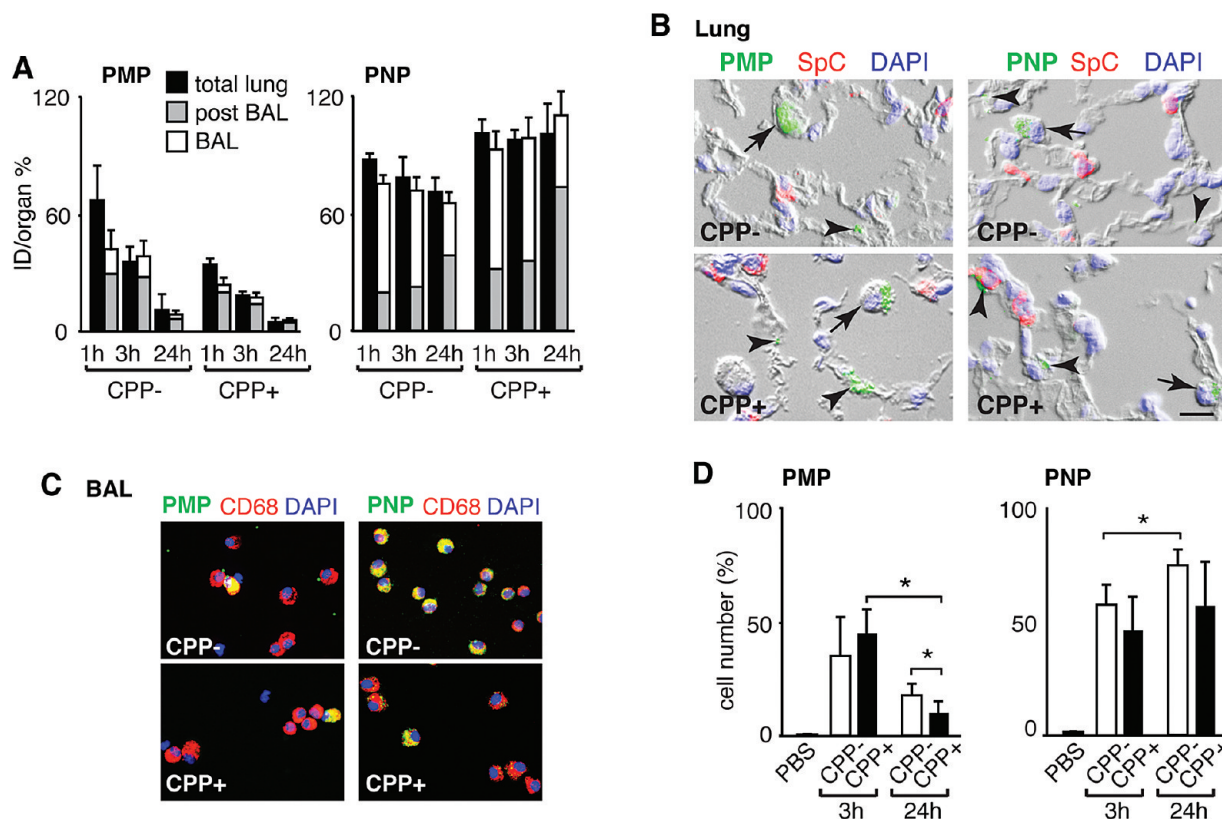 A
PMP
PNP
total lung
post BAL
BAL
ID/organ %
120
60
0
1h 3h 24h 1h 3h 24h
CPP- CPP+
120
60
0
1h 3h 24h 1h 3h 24h
CPP- CPP+
B Lung
PMP SpC DAPI
PNP SpC DAPI
CPP-
CPP-
CPP+
CPP+
C BAL
PMP CD68 DAPI
PNP CD68 DAPI
CPP-
CPP-
CPP+
CPP+
D
PMP
PNP
cell number (%)
100
50
0
* *
PBS CPP- CPP+ CPP- CPP+
3h 24h
100
50
0
*
PBS CPP- CPP+ CPP- CPP+
3h 24h